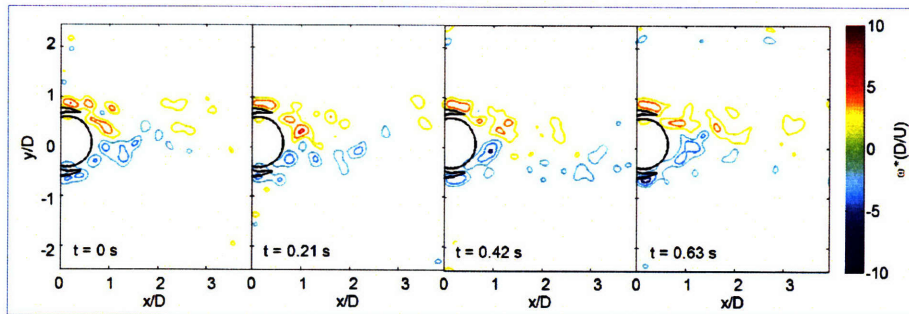 2
1
0
-1
-2
y/D
t = 0 s
t = 0.21 s
t = 0.42 s
t = 0.63 s
0 1 2 3
0 1 2 3
0 1 2 3
0 1 2 3
x/D
x/D
x/D
x/D
10
5
0
-5
-10
ω*(D/U)